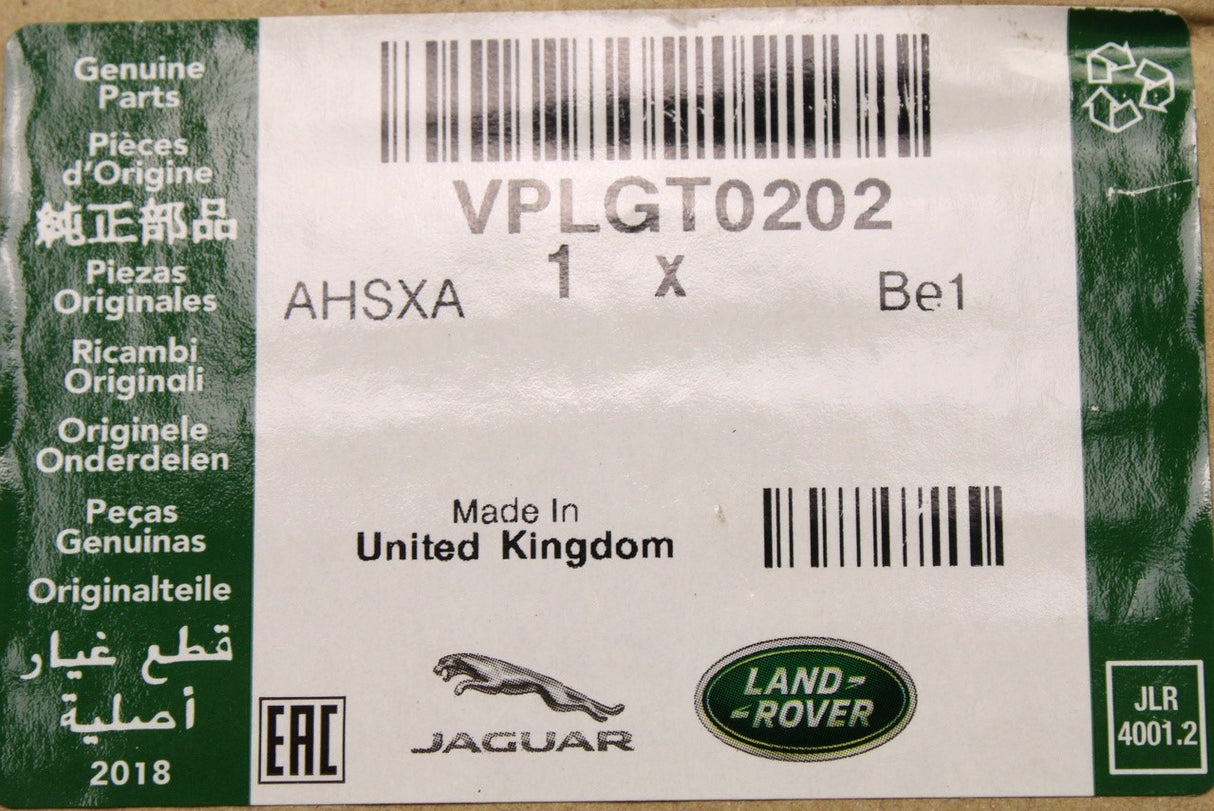 Genuine
Parts
Pièces
d'Origine
純正部品
Piezas
Originales
Ricambi
Originali
Originele
Onderdelen
Peças
Genuinas
Originalteile
قطع غيار
أصلية
2018
VPLGT0202
1 X
AHSXA
Be1
Made In
United Kingdom
EAC
JAGUAR
LAND-
-ROVER
JLR
4001.2